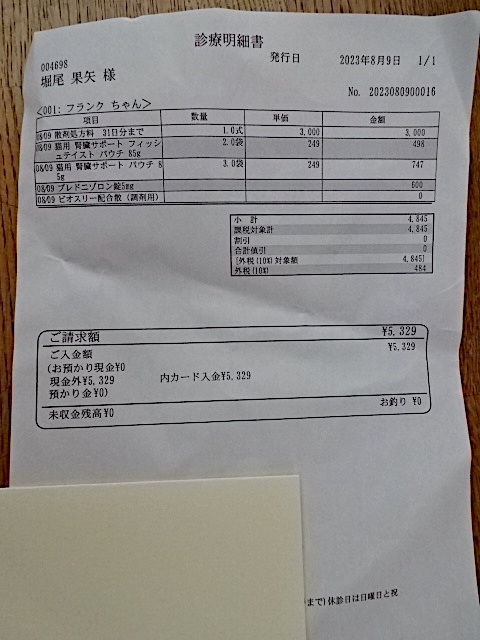 診療明細書
発行日 2023年8月9日 1/1
004698
堀尾 果矢 様
No. 2023080900016
<001: フランク ちゃん>
項目 数量 単価 金額
08/09 散剤処方料 31日分まで 1.0式 3,000 3,000
08/09 猫用 腎臓サポート フィッシ 2.0袋 249 498
ュテイスト パウチ 85g
08/09 猫用 腎臓サポート パウチ 8 3.0袋 249 747
5g
08/09 プレドニゾロン錠5mg 600
08/09 ビオスリー配合散（調剤用） 0
小 計 4,845
課税対象計 4,845
割引 0
合計値引 0
[外税(10%)対象額 4,845]
外税(10%) 484
ご請求額 ¥5,329
ご入金額 ¥5,329
(お預かり現金¥0
現金外¥5,329 内カード入金¥5,329
預かり金¥0)
お釣り ¥0
未収金残高¥0
まで) 休診日は日曜日と祝